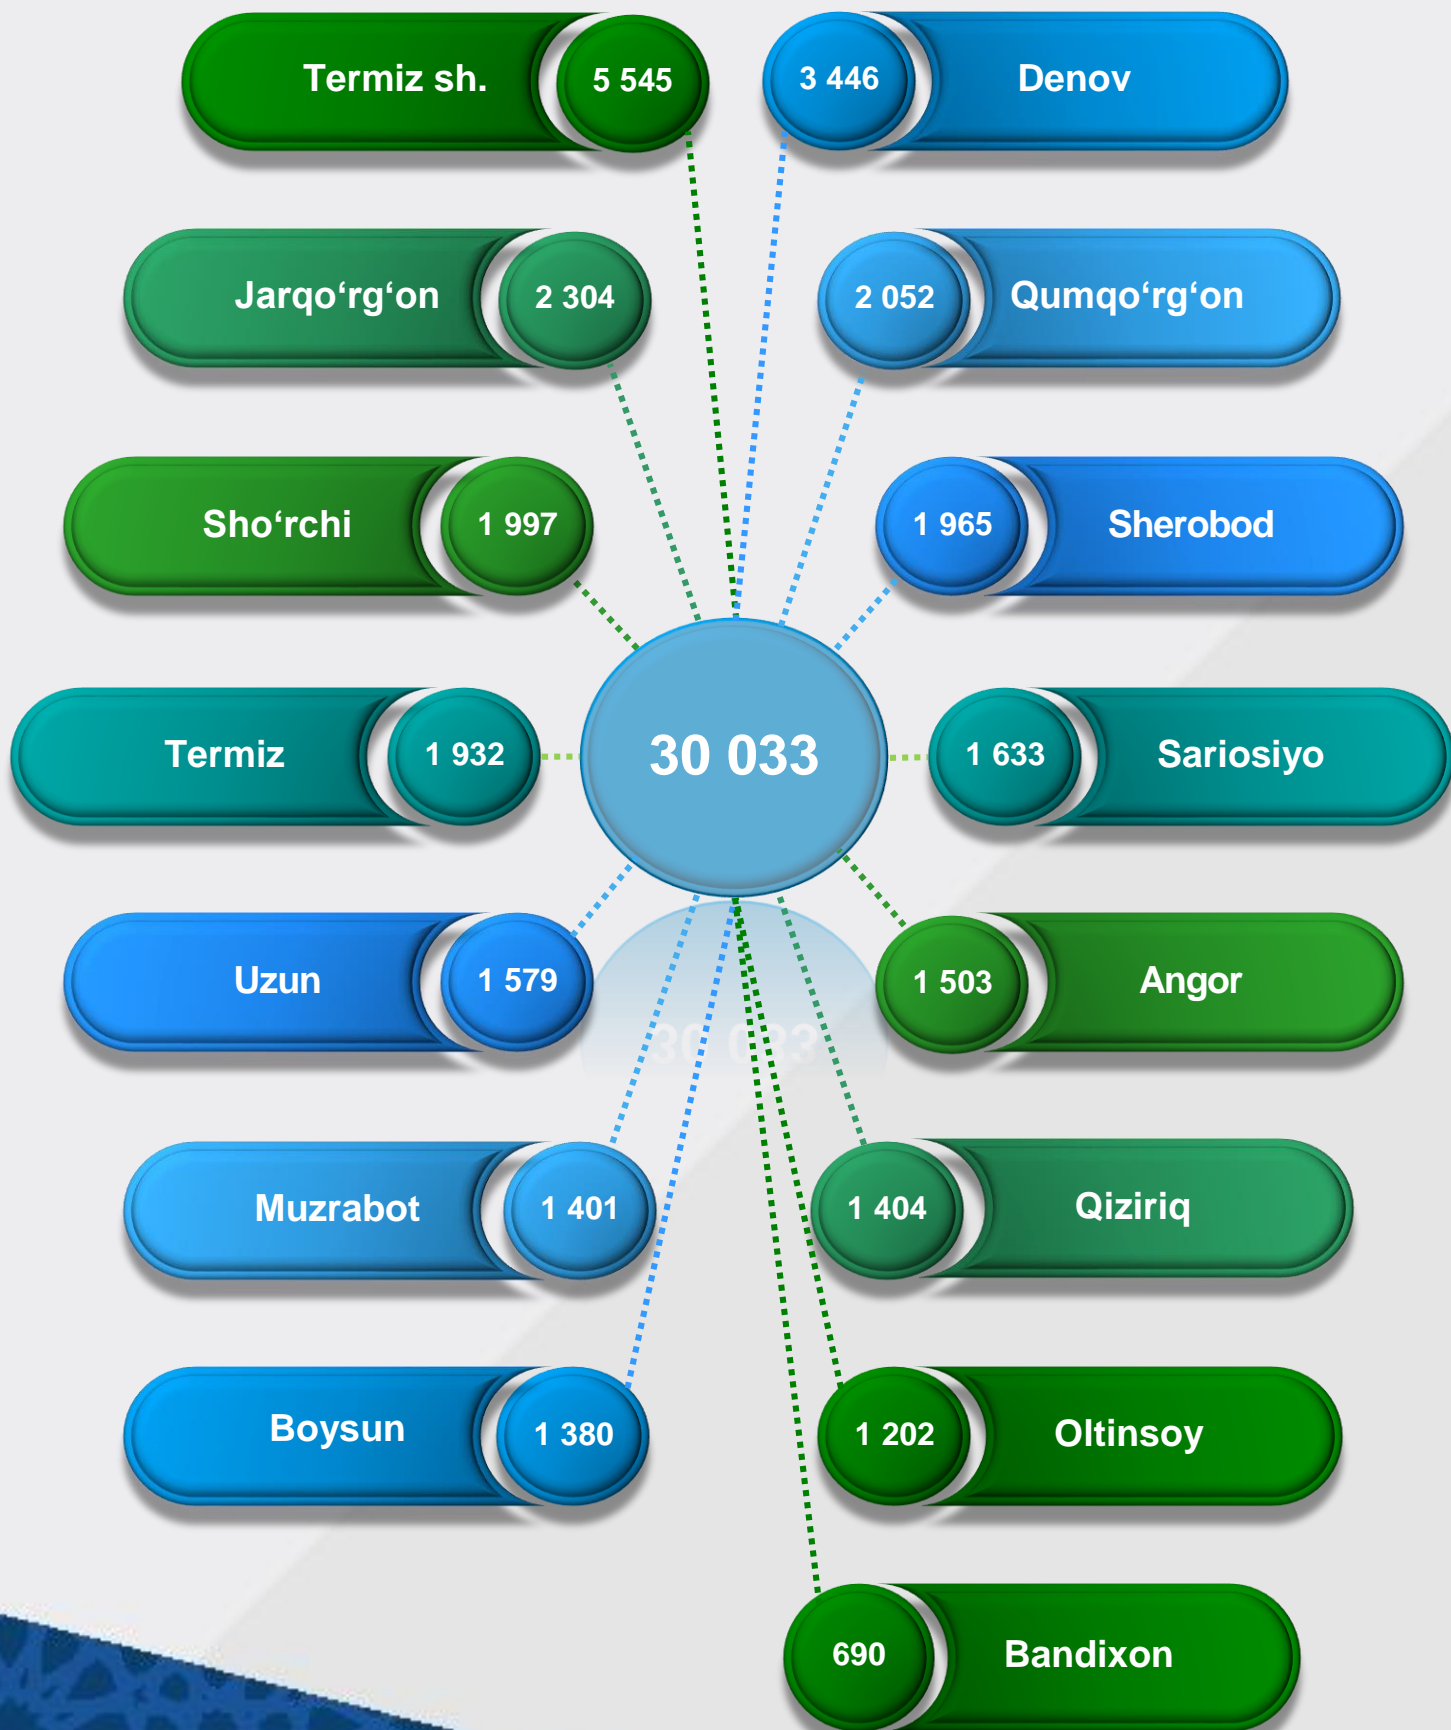 Termiz sh. 5 545
3 446 Denov
Jarqo‘rg‘on 2 304
2 052 Qumqo‘rg‘on
Sho‘rchi 1 997
1 965 Sherobod
Termiz 1 932
30 033
1 633 Sariosiyo
Uzun 1 579
1 503 Angor
30 033
Muzrabot 1 401
1 404 Qiziriq
Boysun 1 380
1 202 Oltinsoy
690 Bandixon